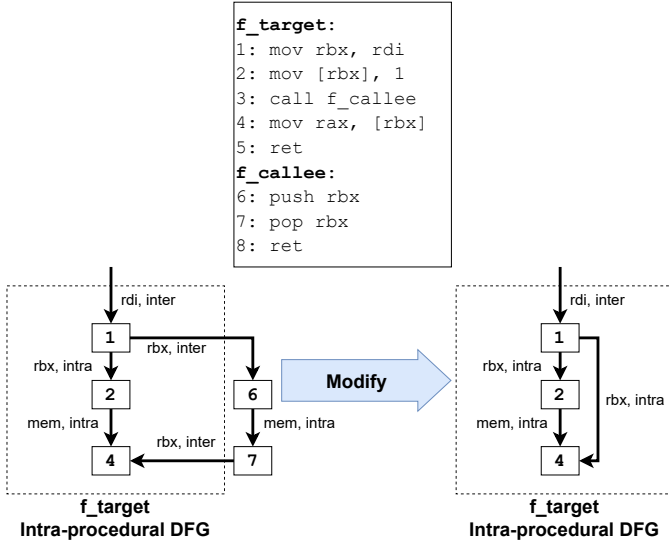 f_target:
1: mov rbx, rdi
2: mov [rbx], 1
3: call f_callee
4: mov rax, [rbx]
5: ret
f_callee:
6: push rbx
7: pop rbx
8: ret
rdi, inter
1
rbx, inter
rbx, intra
2
6
mem, intra
mem, intra
rbx, inter
4
7
f_target
Intra-procedural DFG
Modify
rdi, inter
1
rbx, intra
2
rbx, intra
mem, intra
4
f_target
Intra-procedural DFG